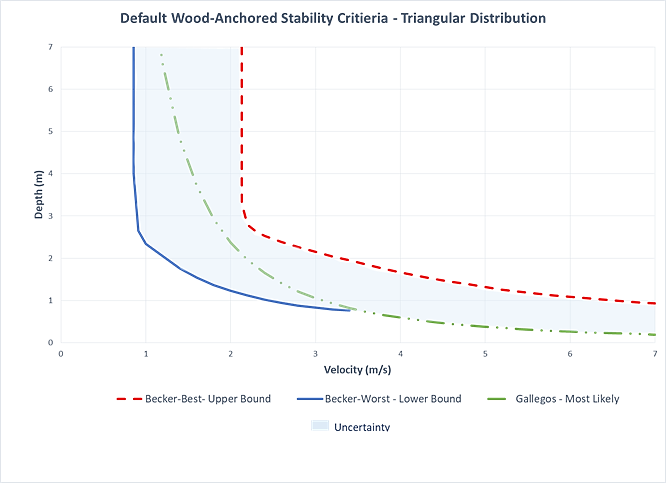 Default Wood-Anchored Stability Critieria - Triangular Distribution
7
6
5
4
3
2
1
0
Depth (m)
0 1 2 3 4 5 6 7
Velocity (m/s)
Becker-Best- Upper Bound Becker-Worst - Lower Bound Gallegos - Most Likely
Uncertainty